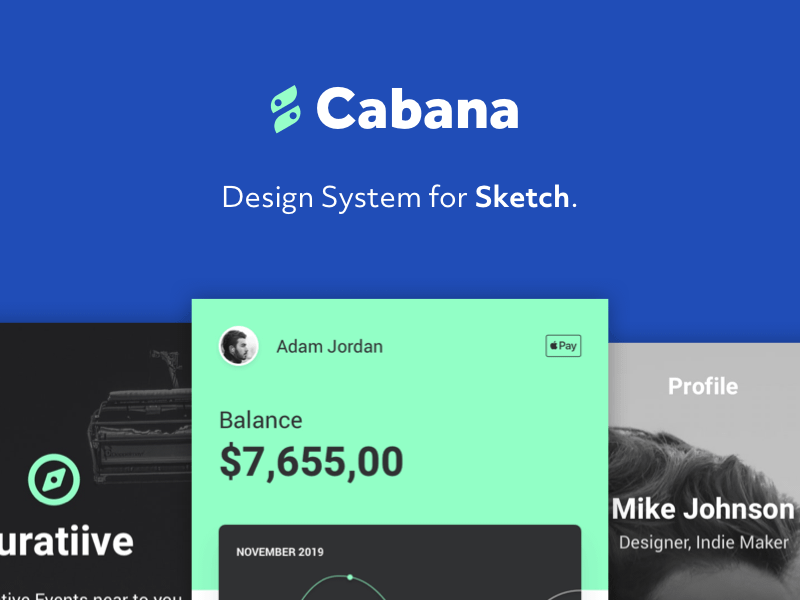 Cabana
Design System for Sketch.
Adam Jordan
Pay
Balance
$7,655,00
NOVEMBER 2019
uratiive
tive Events near to you
Profile
Mike Johnson
Designer, Indie Maker